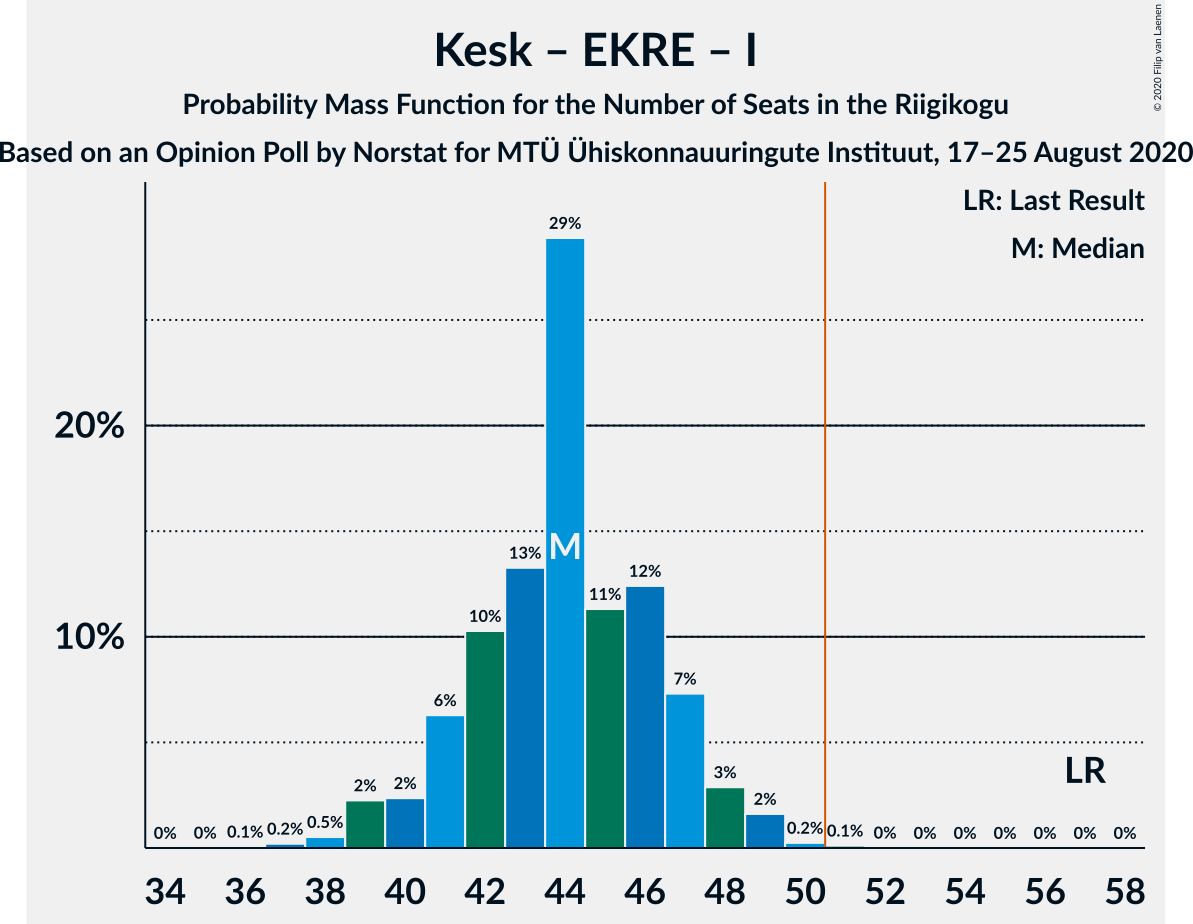 Kesk – EKRE – I
Probability Mass Function for the Number of Seats in the Riigikogu
Based on an Opinion Poll by Norstat for MTÜ Ühiskonnauuringute Instituut, 17–25 August 2020
© 2020 Filip van Laenen
LR: Last Result
M: Median
29%
20%
13%
M
12%
11%
10%
10%
7%
6%
3%
LR
2%
2%
2%
0% 0% 0.1% 0.2% 0.5% 0.2% 0.1% 0% 0% 0% 0% 0% 0% 0%
34 36 38 40 42 44 46 48 50 52 54 56 58